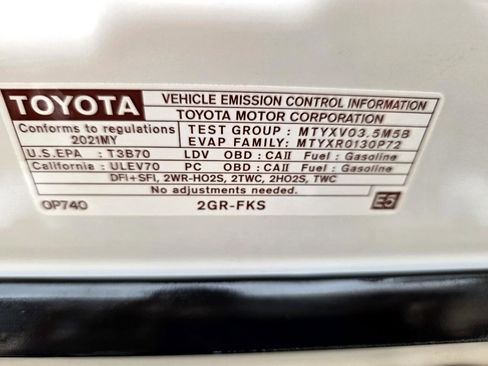 TOYOTA VEHICLE EMISSION CONTROL INFORMATION
TOYOTA MOTOR CORPORATION
Conforms to regulations TEST GROUP : MTYXV03.5M5B
2021MY EVAP FAMILY: MTYXR0130P72
U.S.EPA : T3B70 LDV OBD : CAII Fuel : Gasoline
California : ULEV70 PC OBD : CAII Fuel : Gasoline
DFI+SFI, 2WR-HO2S, 2TWC, 2HO2S, TWC
No adjustments needed.
OP740 2GR-FKS E5